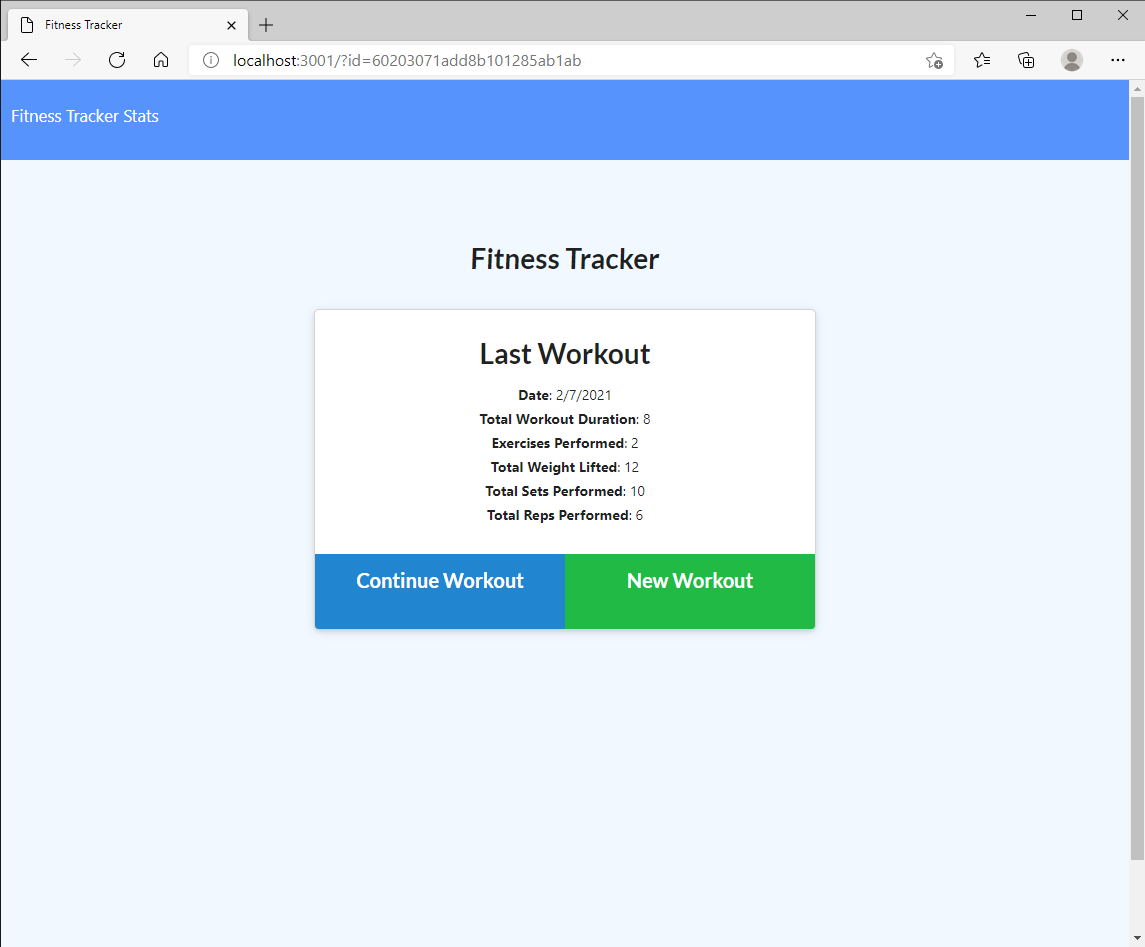 Fitness Tracker
localhost:3001/?id=60203071add8b101285ab1ab
Fitness Tracker Stats
Fitness Tracker
Last Workout
Date: 2/7/2021
Total Workout Duration: 8
Exercises Performed: 2
Total Weight Lifted: 12
Total Sets Performed: 10
Total Reps Performed: 6
Continue Workout New Workout